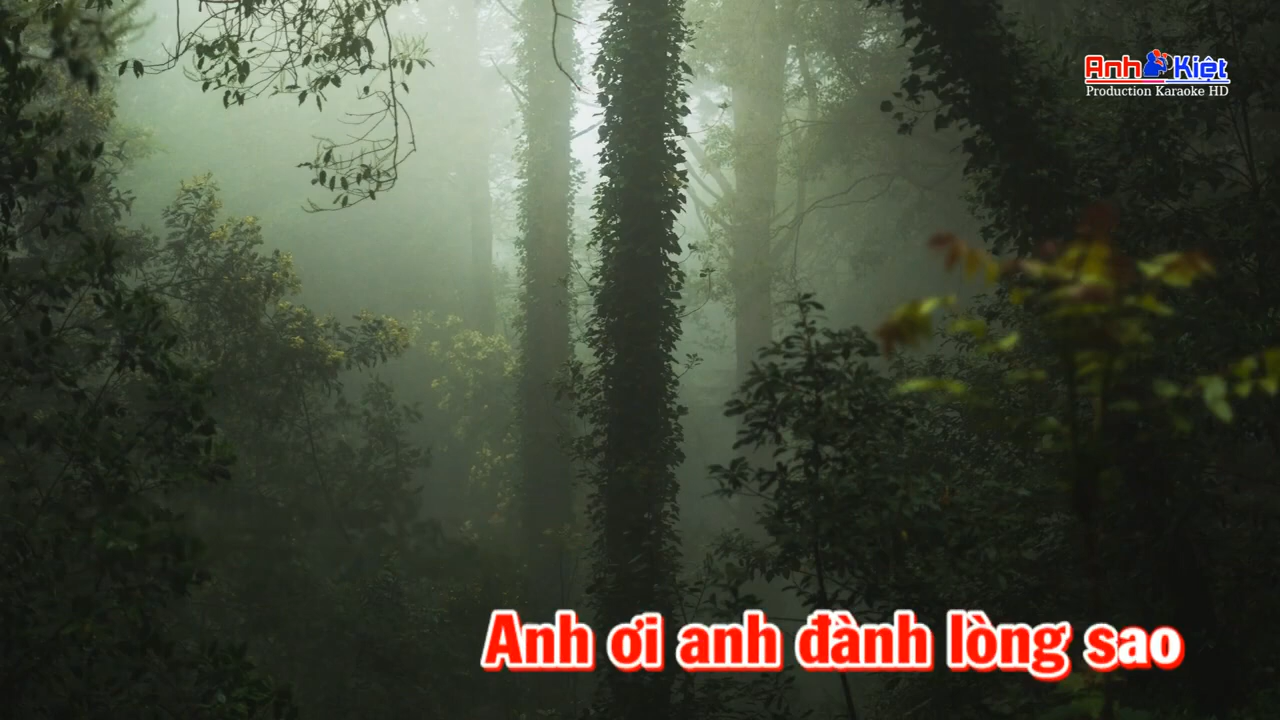 Anh Kiệt
Production Karaoke HD
Anh ơi anh đành lòng sao